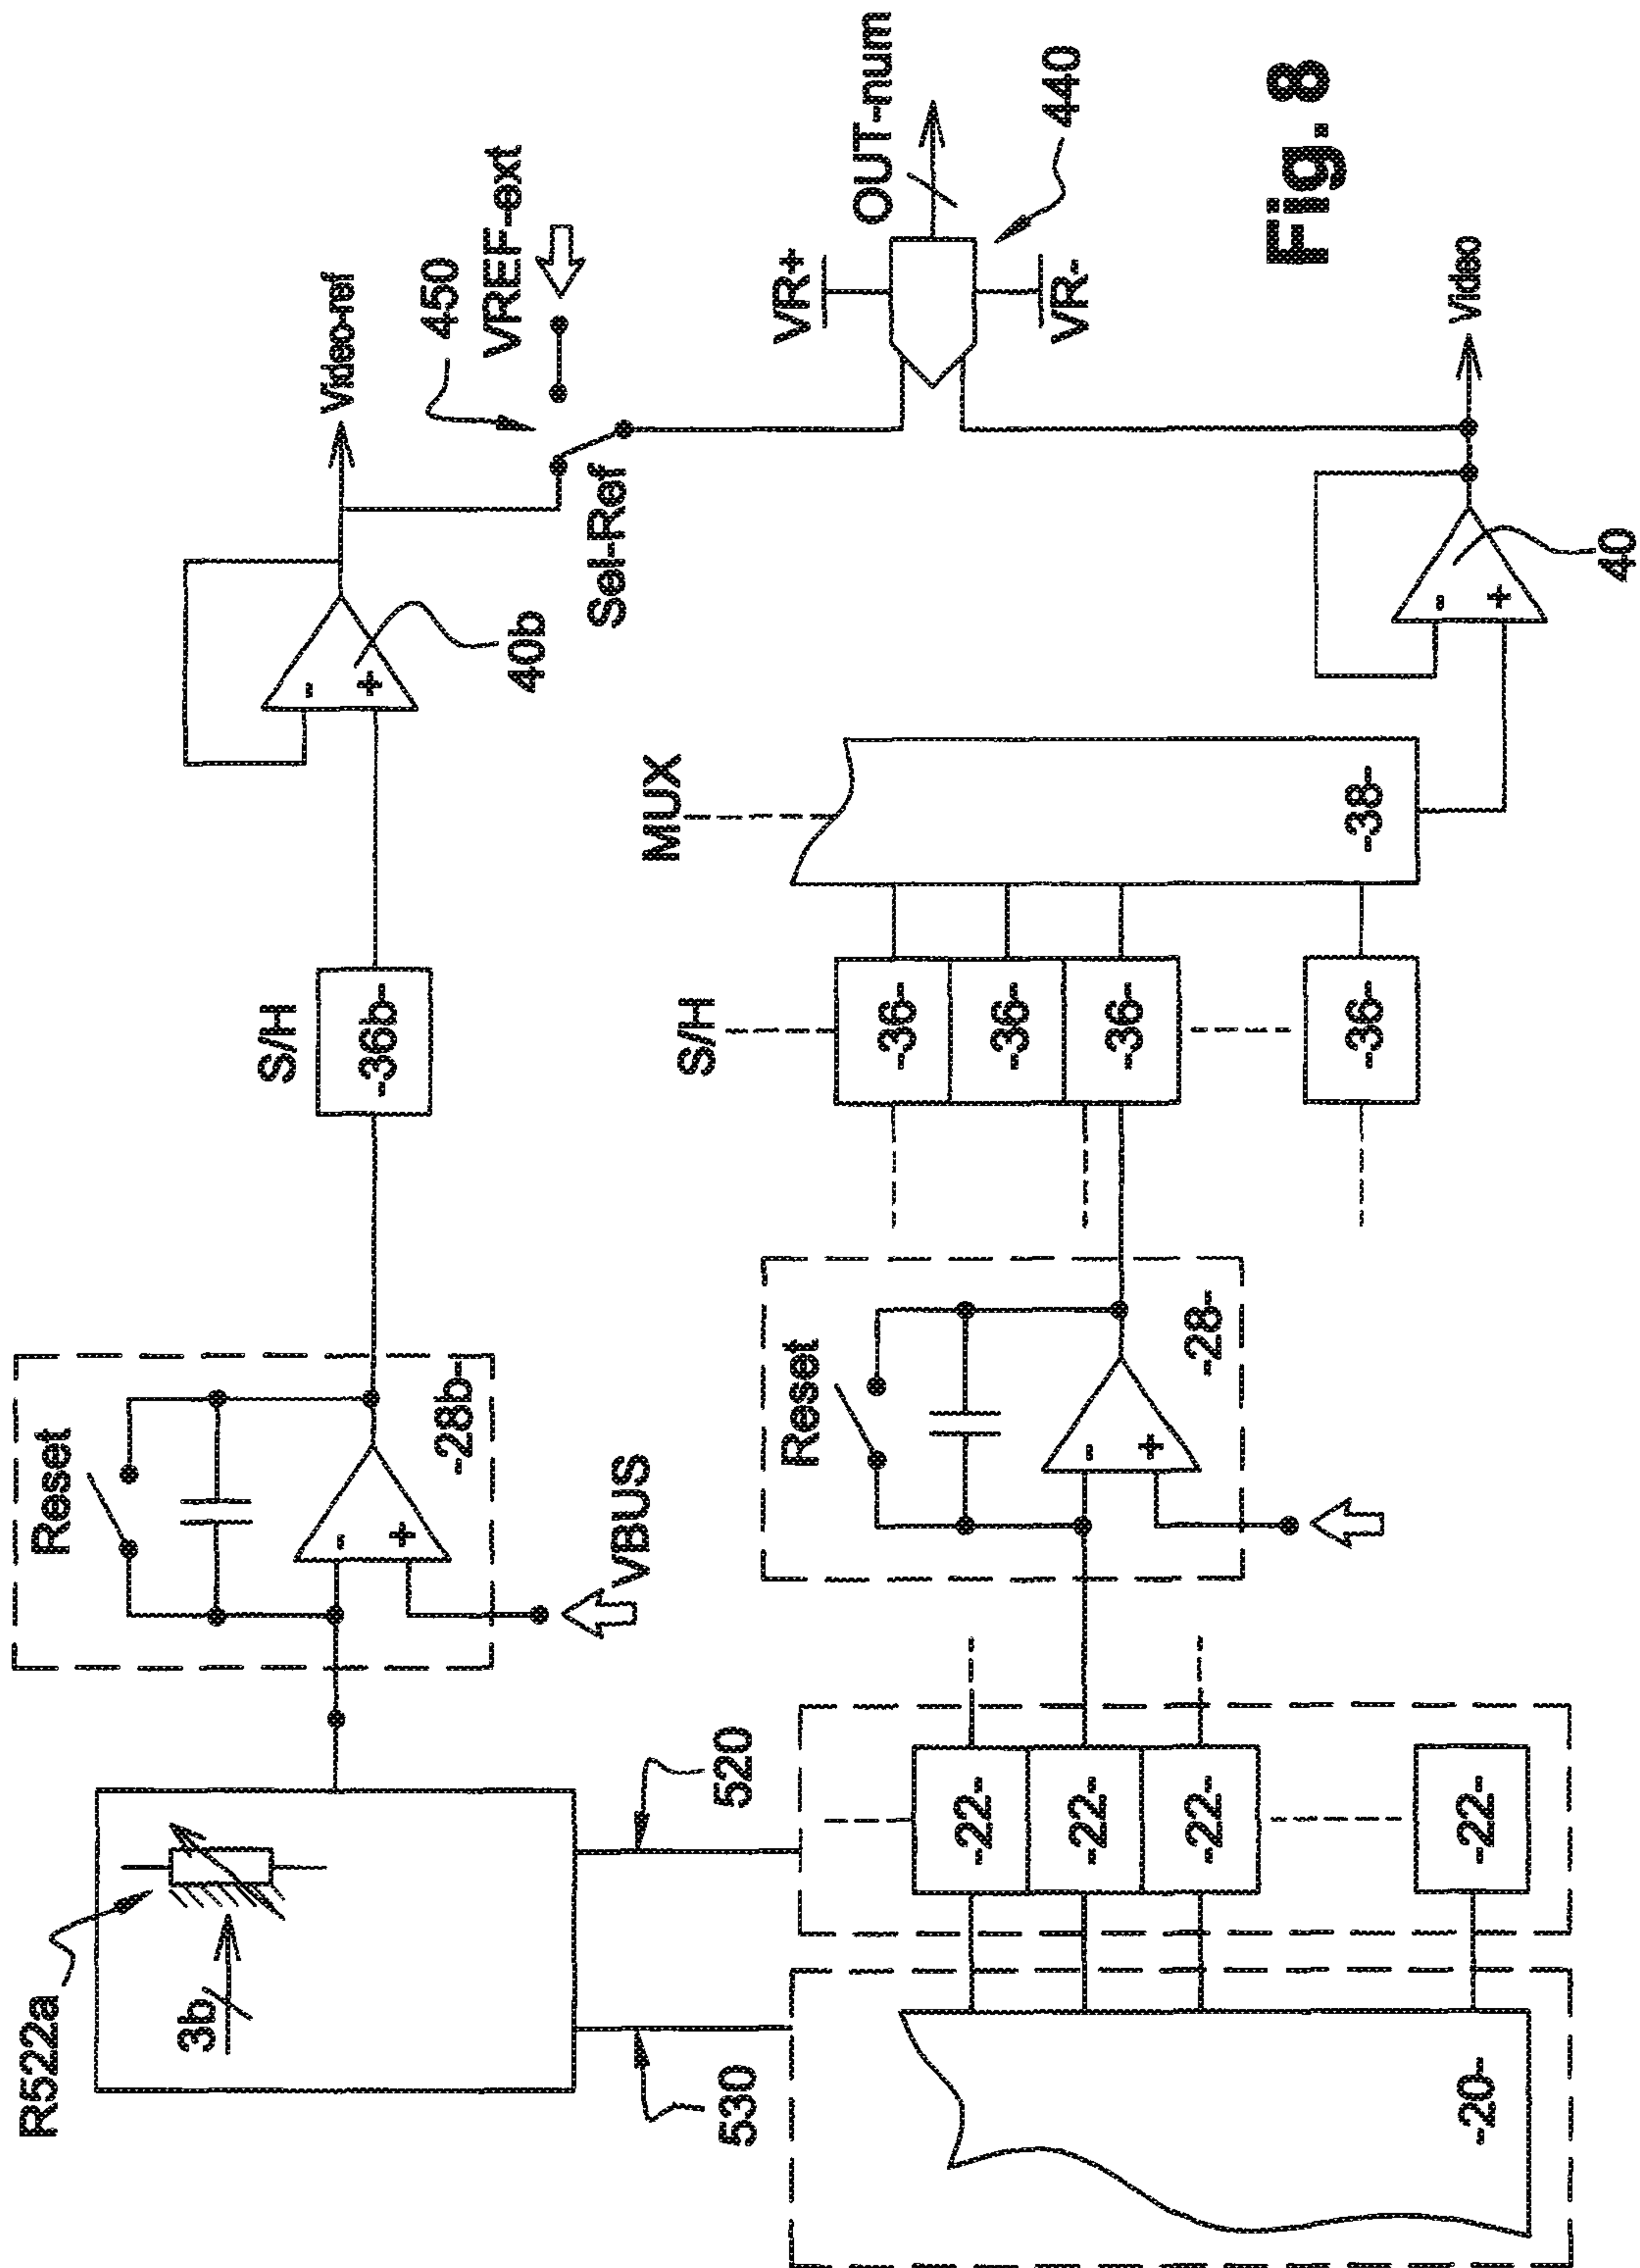 R522a
3b
Reset
-28b-
VBUS
S/H
-36b-
-
+
40b
Video-ref
450
VREF-ext
Sel-Ref
VR+
VR-
OUT-num
440
530
520
-20-
-22-
-22-
-22-
-22-
Reset
-
+
-28-
-
+
S/H
-36-
-36-
-36-
-36-
MUX
-38-
-
+
40
Video
Fig. 8